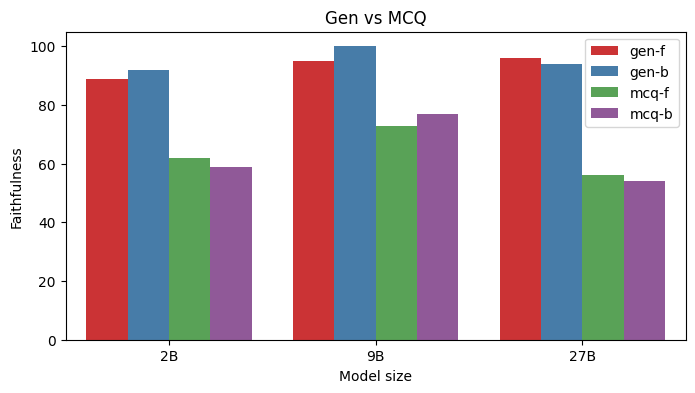 Gen vs MCQ
gen-f
gen-b
mcq-f
mcq-b
Faithfulness
100
80
60
40
20
0
2B 9B 27B
Model size